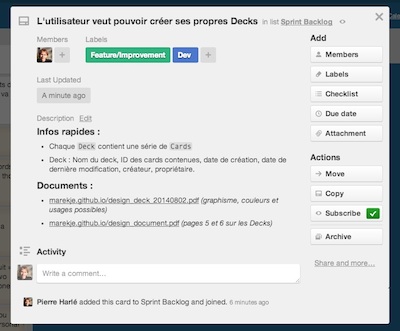 L'utilisateur veut pouvoir créer ses propres Decks in list Sprint Backlog
Members
Labels
Feature/Improvement
Dev
Last Updated
A minute ago
Description Edit
Infos rapides :
Chaque Deck contient une série de Cards
Deck : Nom du deck, ID des cards contenues, date de création, date de
dernière modification, créateur, propriétaire.
Documents :
marekje.github.io/design_deck_20140802.pdf (graphisme, couleurs et
usages possibles)
marekje.github.io/design_document.pdf (pages 5 et 6 sur les Decks)
Activity
Write a comment…
Pierre Harlé added this card to Sprint Backlog and joined. 6 minutes ago
Add
Members
Labels
Checklist
Due date
Attachment
Actions
Move
Copy
Subscribe
Archive
Share and more...